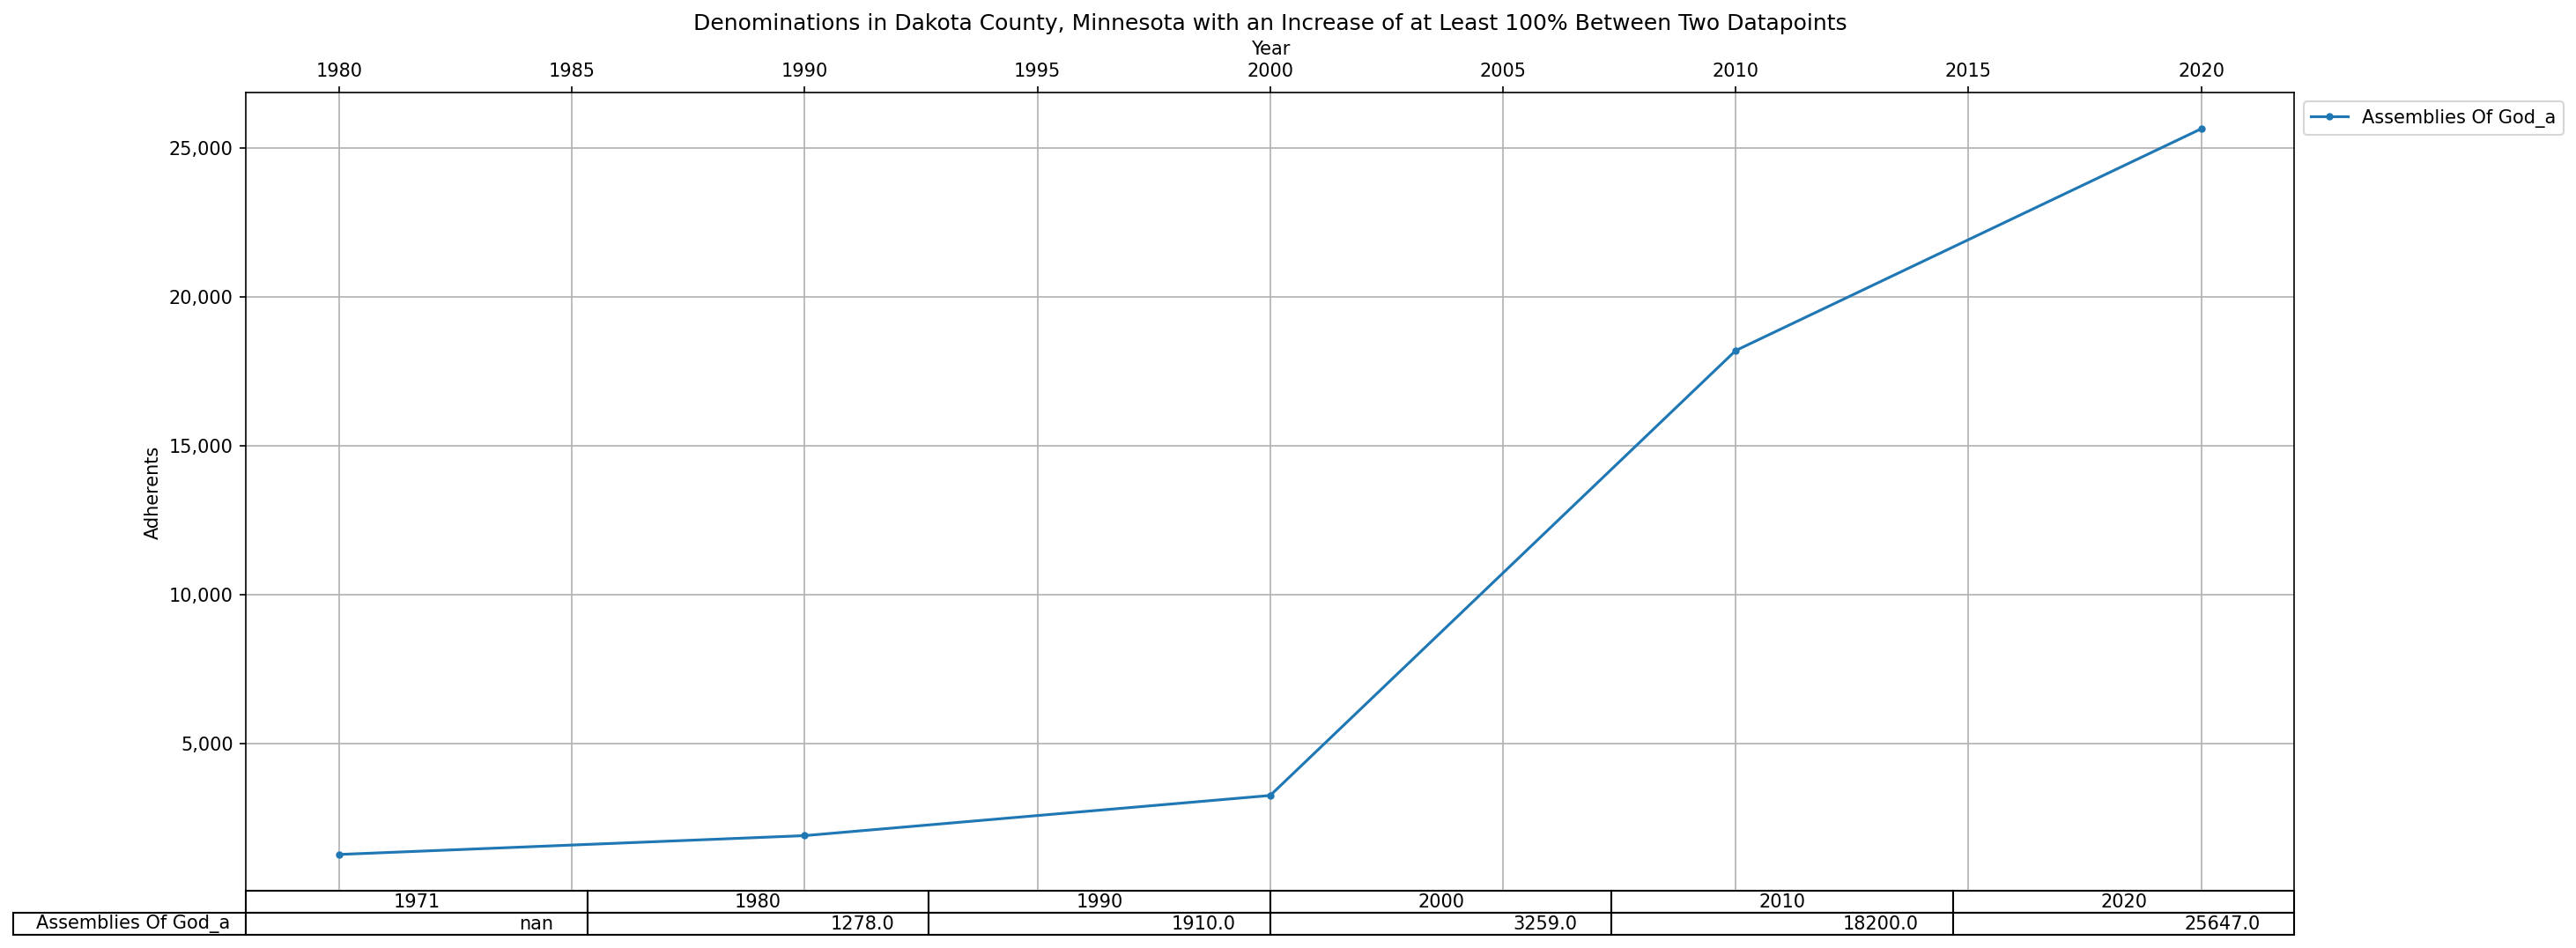 Denominations in Dakota County, Minnesota with an Increase of at Least 100% Between Two Datapoints
Year
1980 1985 1990 1995 2000 2005 2010 2015 2020
Assemblies Of God_a
25,000
20,000
15,000
10,000
5,000
Adherents
1971 1980 1990 2000 2010 2020
Assemblies Of God_a nan 1278.0 1910.0 3259.0 18200.0 25647.0